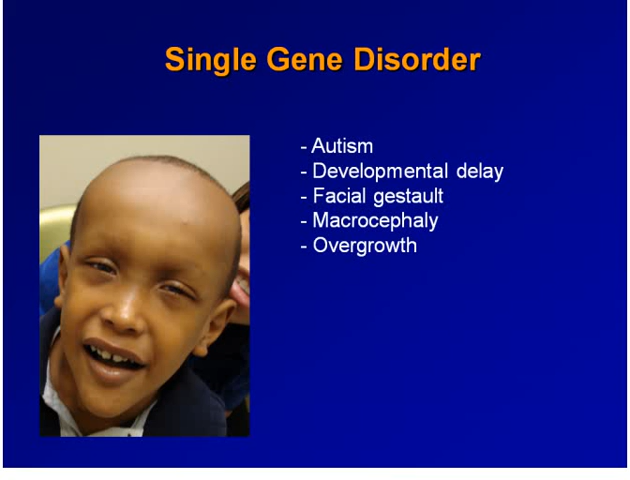 Single Gene Disorder
- Autism
- Developmental delay
- Facial gestault
- Macrocephaly
- Overgrowth